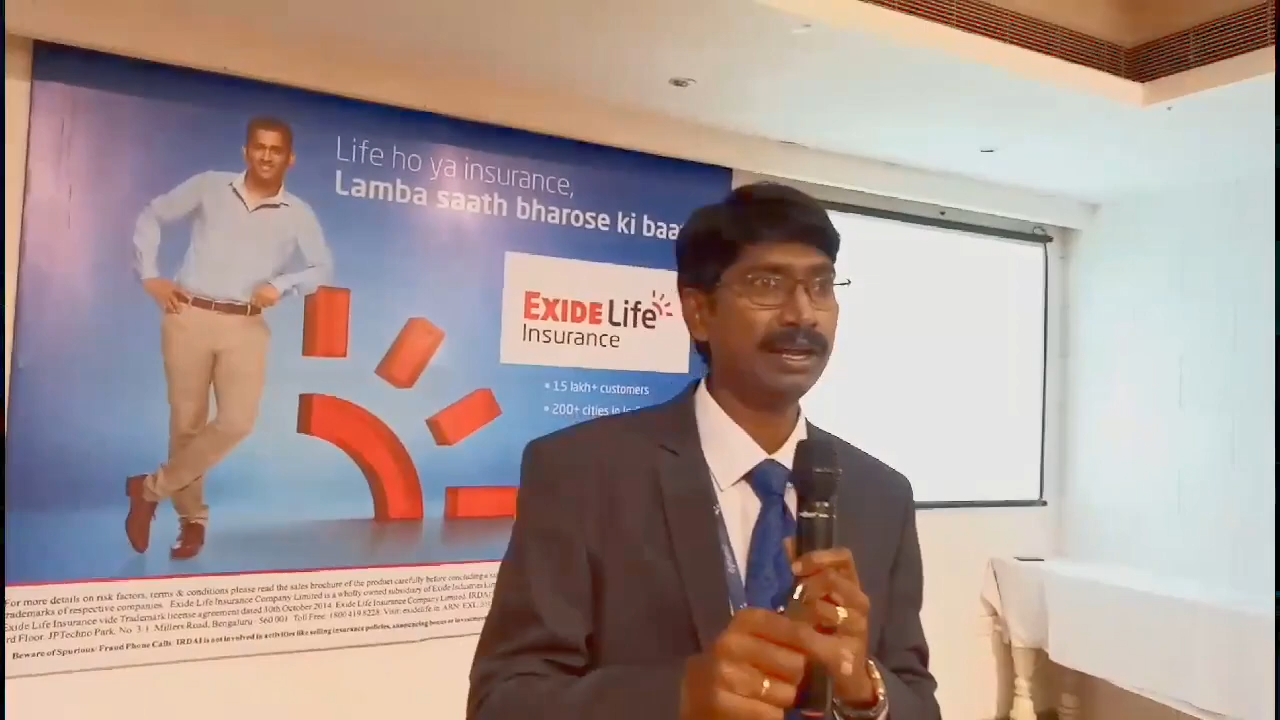 Life ho ya insurance,
Lamba saath bharose ki baa
EXIDE Life
Insurance
• 15 lakh+ customers
• 200+ cities in
For more details on risk factors, terms & conditions please read the sales brochure of the product carefully before concluding a
trademarks of respective companies. Exide Life Insurance Company Limited is a wholly owned subsidiary of Exide Industries
Exide Life Insurance vide Trademark license agreement dated 30th October 2014. Exide Life Insurance Company Limited. IRDAI
rd Floor, JP Techno Park, No. 3/1, Millers Road, Bengaluru - 560 001. Toll Free: 1800 419 8228. Visit: exidelife.in ARN: EXL
Beware of Spurious/ Fraud Phone Calls. IRDAI is not involved in activities like selling insurance policies, announcing bonus or